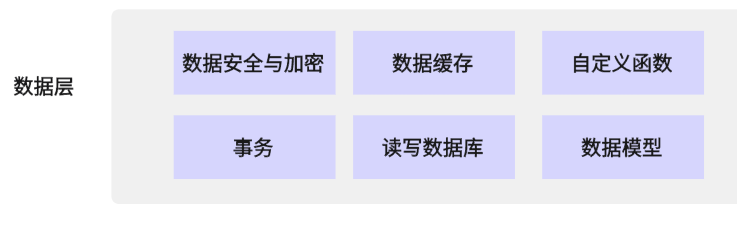 数据层
数据安全与加密
数据缓存
自定义函数
事务
读写数据库
数据模型